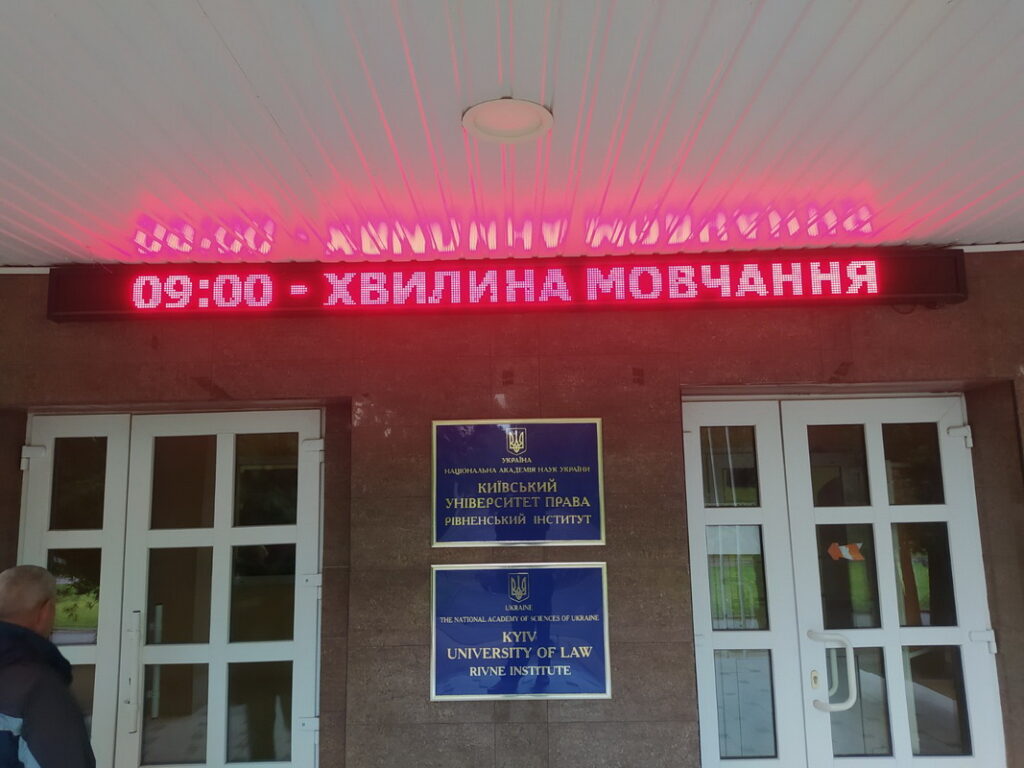 09:00 - ХВИЛИНА МОВЧАННЯ
УКРАЇНА
НАЦІОНАЛЬНА АКАДЕМІЯ НАУК УКРАЇНИ
КИЇВСЬКИЙ
УНІВЕРСИТЕТ ПРАВА
РІВНЕНСЬКИЙ ІНСТИТУТ
UKRAINE
THE NATIONAL ACADEMY OF SCIENCES OF UKRAINE
KYIV
UNIVERSITY OF LAW
RIVNE INSTITUTE